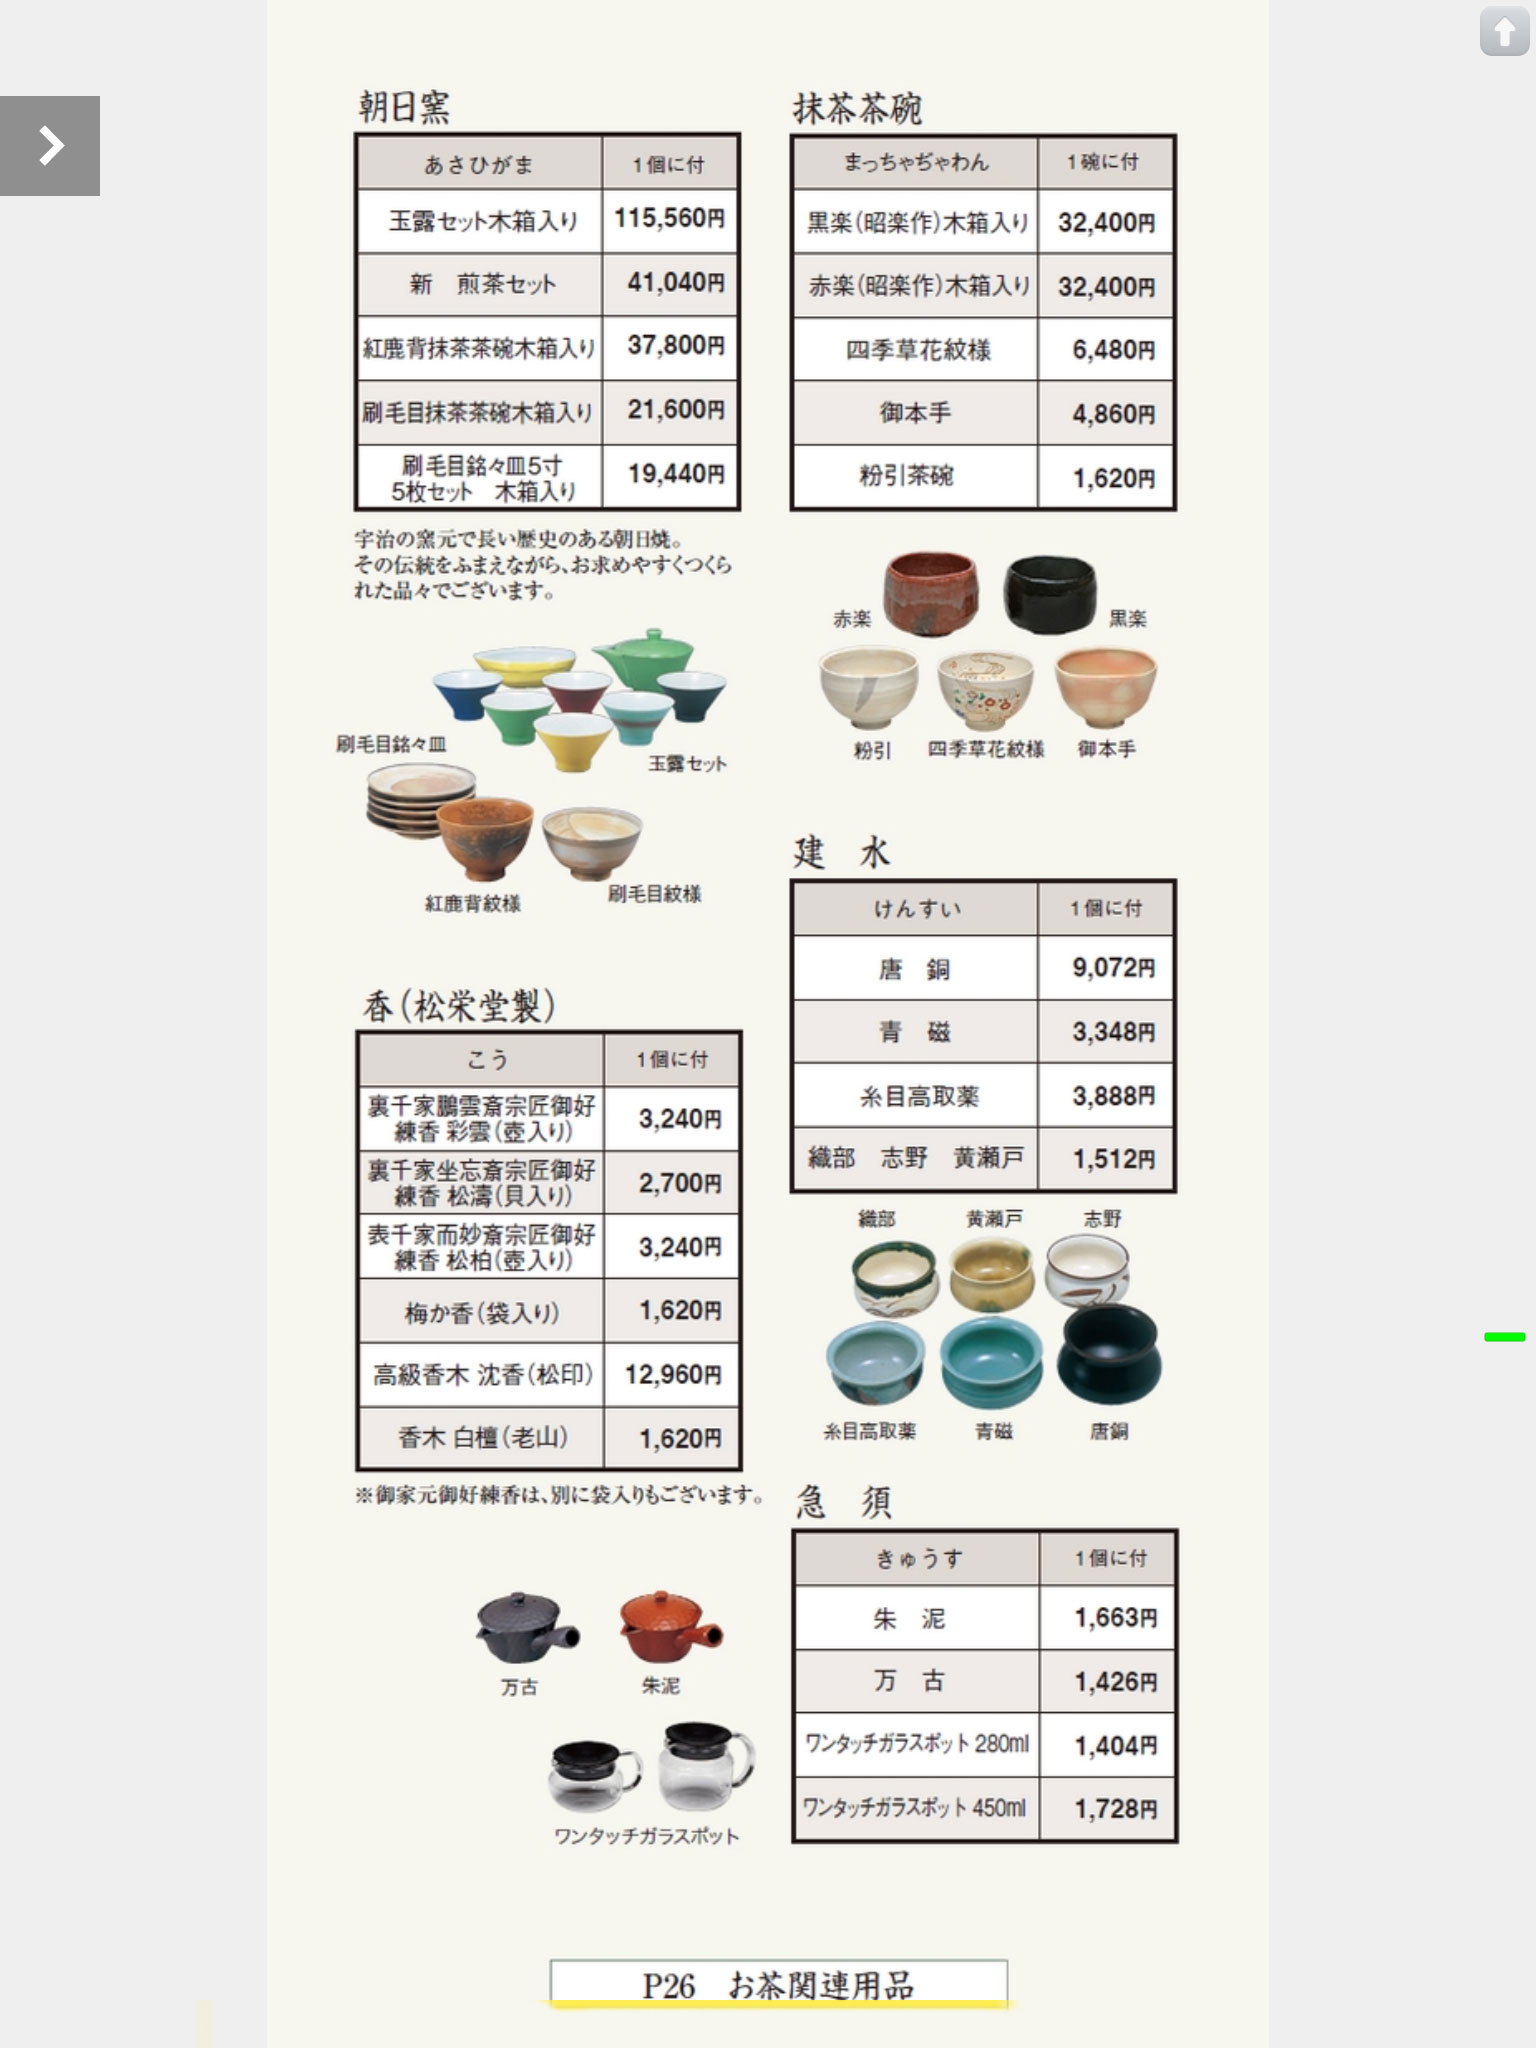 朝日窯
あさひがま 1個に付
玉露セット木箱入り 115,560円
新　煎茶セット 41,040円
紅鹿背抹茶茶碗木箱入り 37,800円
刷毛目抹茶茶碗木箱入り 21,600円
刷毛目銘々皿5寸
5枚セット　木箱入り 19,440円
宇治の窯元で長い歴史のある朝日焼。
その伝統をふまえながら、お求めやすくつくら
れた品々でございます。
刷毛目銘々皿
玉露セット
紅鹿背紋様
刷毛目紋様
香(松栄堂製)
こう 1個に付
裏千家鵬雲斎宗匠御好
練香 彩雲(壺入り) 3,240円
裏千家坐忘斎宗匠御好
練香 松濤(貝入り) 2,700円
表千家而妙斎宗匠御好
練香 松柏(壺入り) 3,240円
梅か香(袋入り) 1,620円
高級香木 沈香(松印) 12,960円
香木 白檀(老山) 1,620円
※御家元御好練香は、別に袋入りもございます。
万古
朱泥
ワンタッチガラスポット
抹茶茶碗
まっちゃぢゃわん 1碗に付
黒楽(昭楽作)木箱入り 32,400円
赤楽(昭楽作)木箱入り 32,400円
四季草花紋様 6,480円
御本手 4,860円
粉引茶碗 1,620円
赤楽
黒楽
粉引
四季草花紋様
御本手
建　水
けんすい 1個に付
唐　銅 9,072円
青　磁 3,348円
糸目高取薬 3,888円
織部　志野　黄瀬戸 1,512円
織部
黄瀬戸
志野
糸目高取薬
青磁
唐銅
急　須
きゅうす 1個に付
朱　泥 1,663円
万　古 1,426円
ワンタッチガラスポット 280ml 1,404円
ワンタッチガラスポット 450ml 1,728円
P26　お茶関連用品